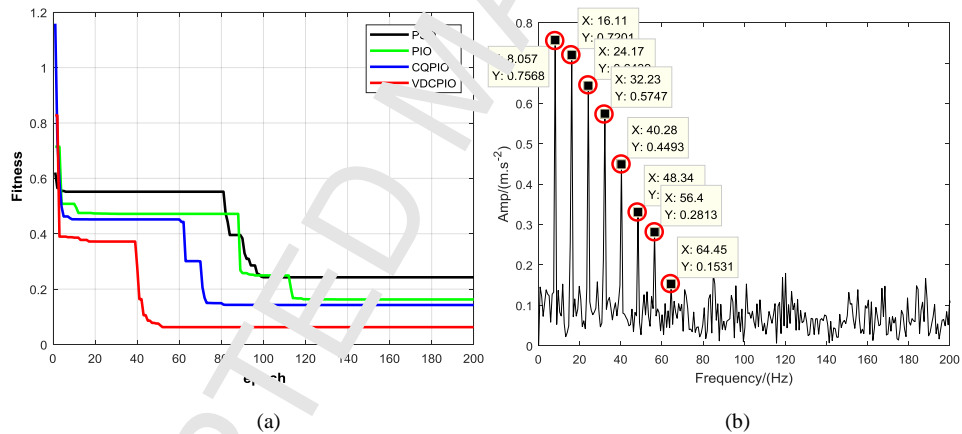 1.2
1
0.8
0.6
0.4
0.2
0
0 20 40 60 80 100 120 140 160 180 200
Fitness
PIO
CQPIO
VDCPIO
(a)
0.8
0.7
0.6
0.5
0.4
0.3
0.2
0.1
0
0 20 40 60 80 100 120 140 160 180 200
Amp/(m.s-2)
Frequency/(Hz)
8.057
Y: 0.7568
X: 16.11
Y: 0.7201
X: 24.17
X: 32.23
Y: 0.5747
X: 40.28
Y: 0.4493
X: 48.34
Y:
X: 56.4
Y: 0.2813
X: 64.45
Y: 0.1531
(b)